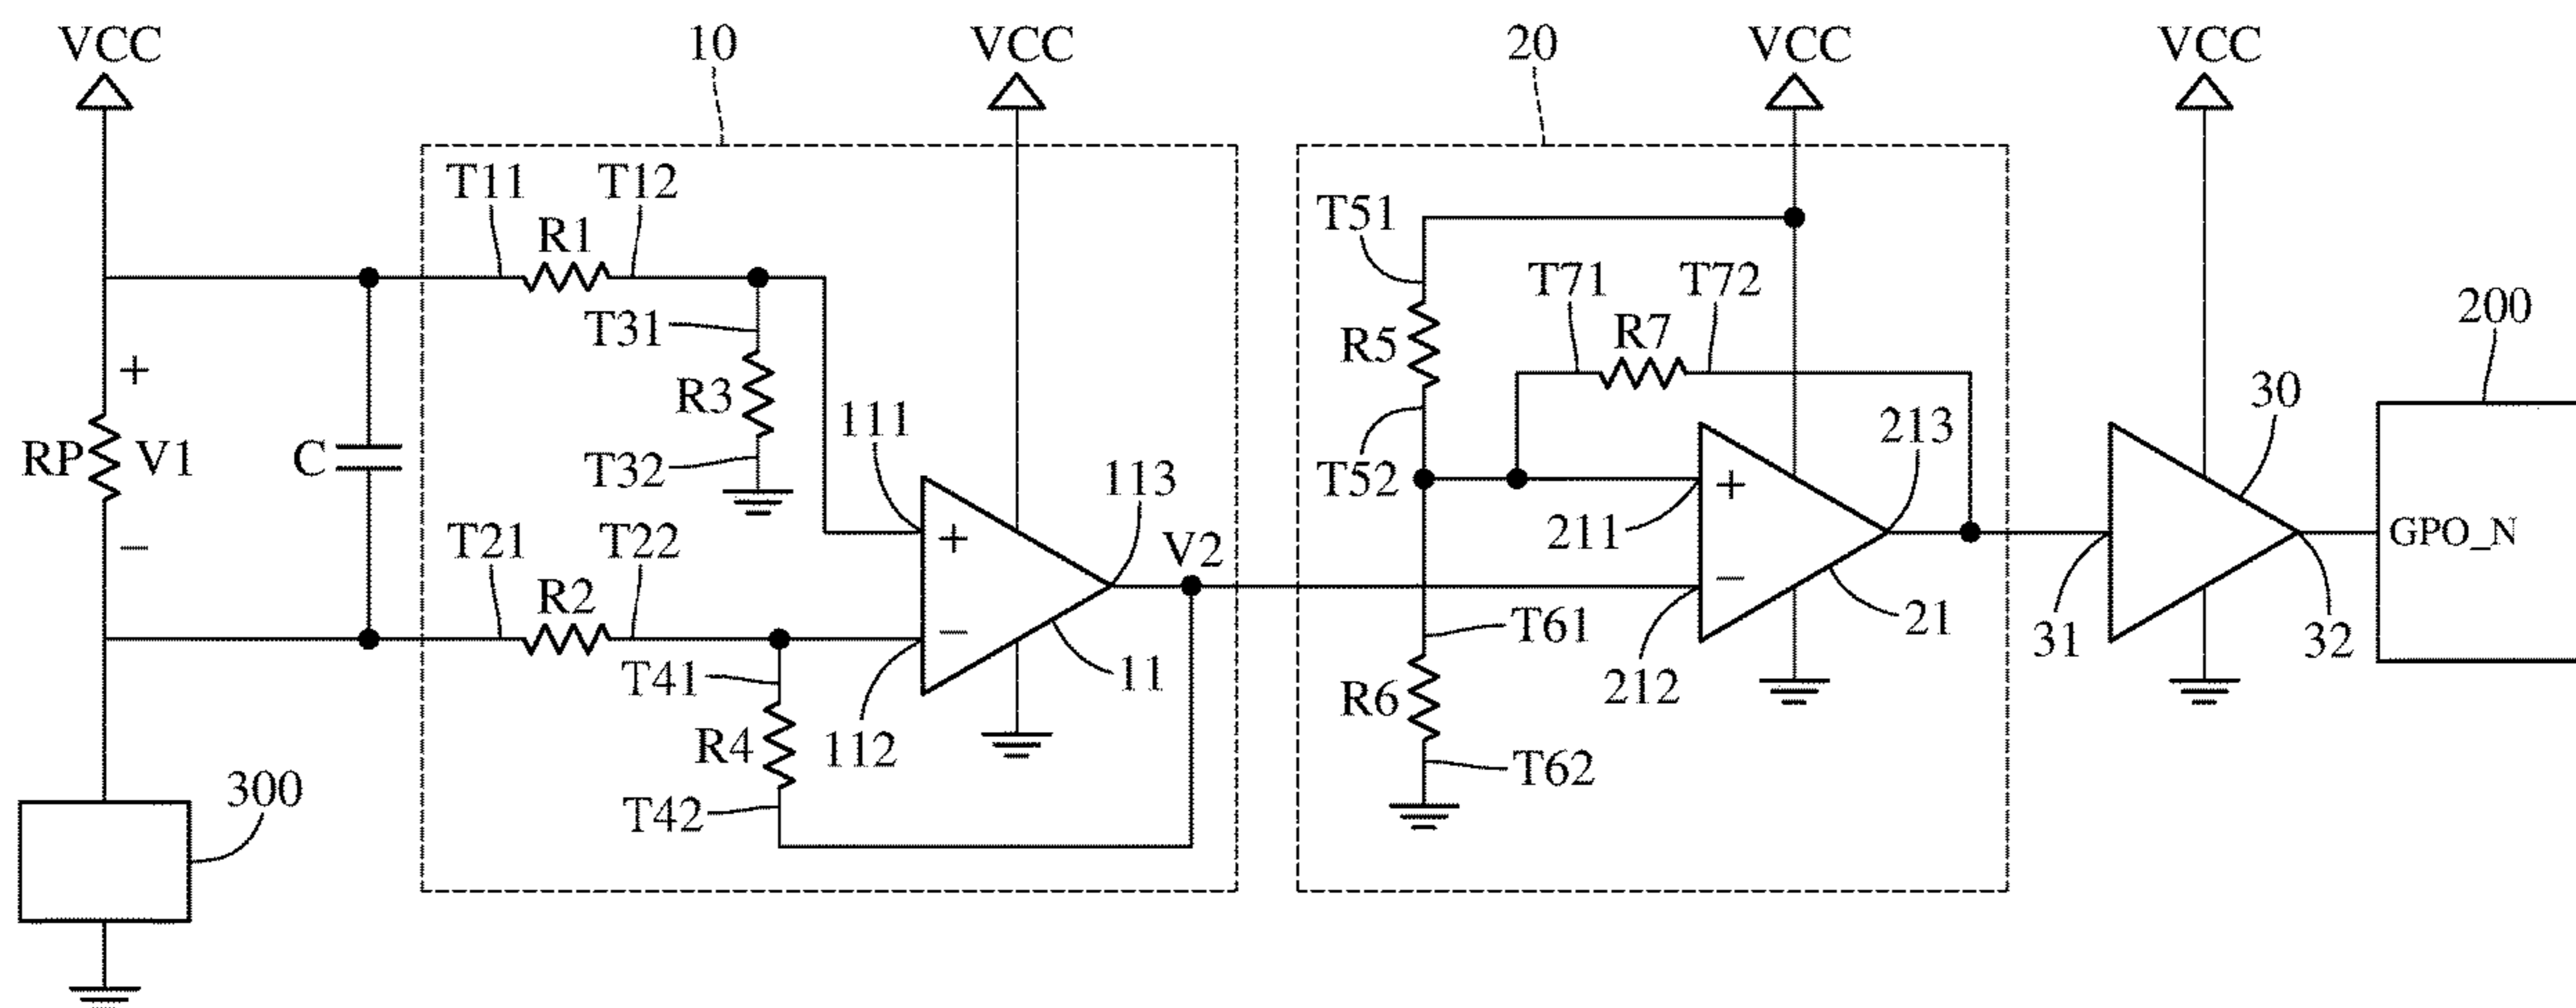 VCC
10
VCC
20
VCC
VCC
T11
T12
R1
T51
T71
T72
R7
200
T31
R5
30
+
R3
111
213
RP
V1
C
T32
113
T52
+
GPO_N
−
T21
T22
R2
+
V2
211
−
−
T61
21
31
32
T41
11
212
R6
R4
112
T62
300
T42